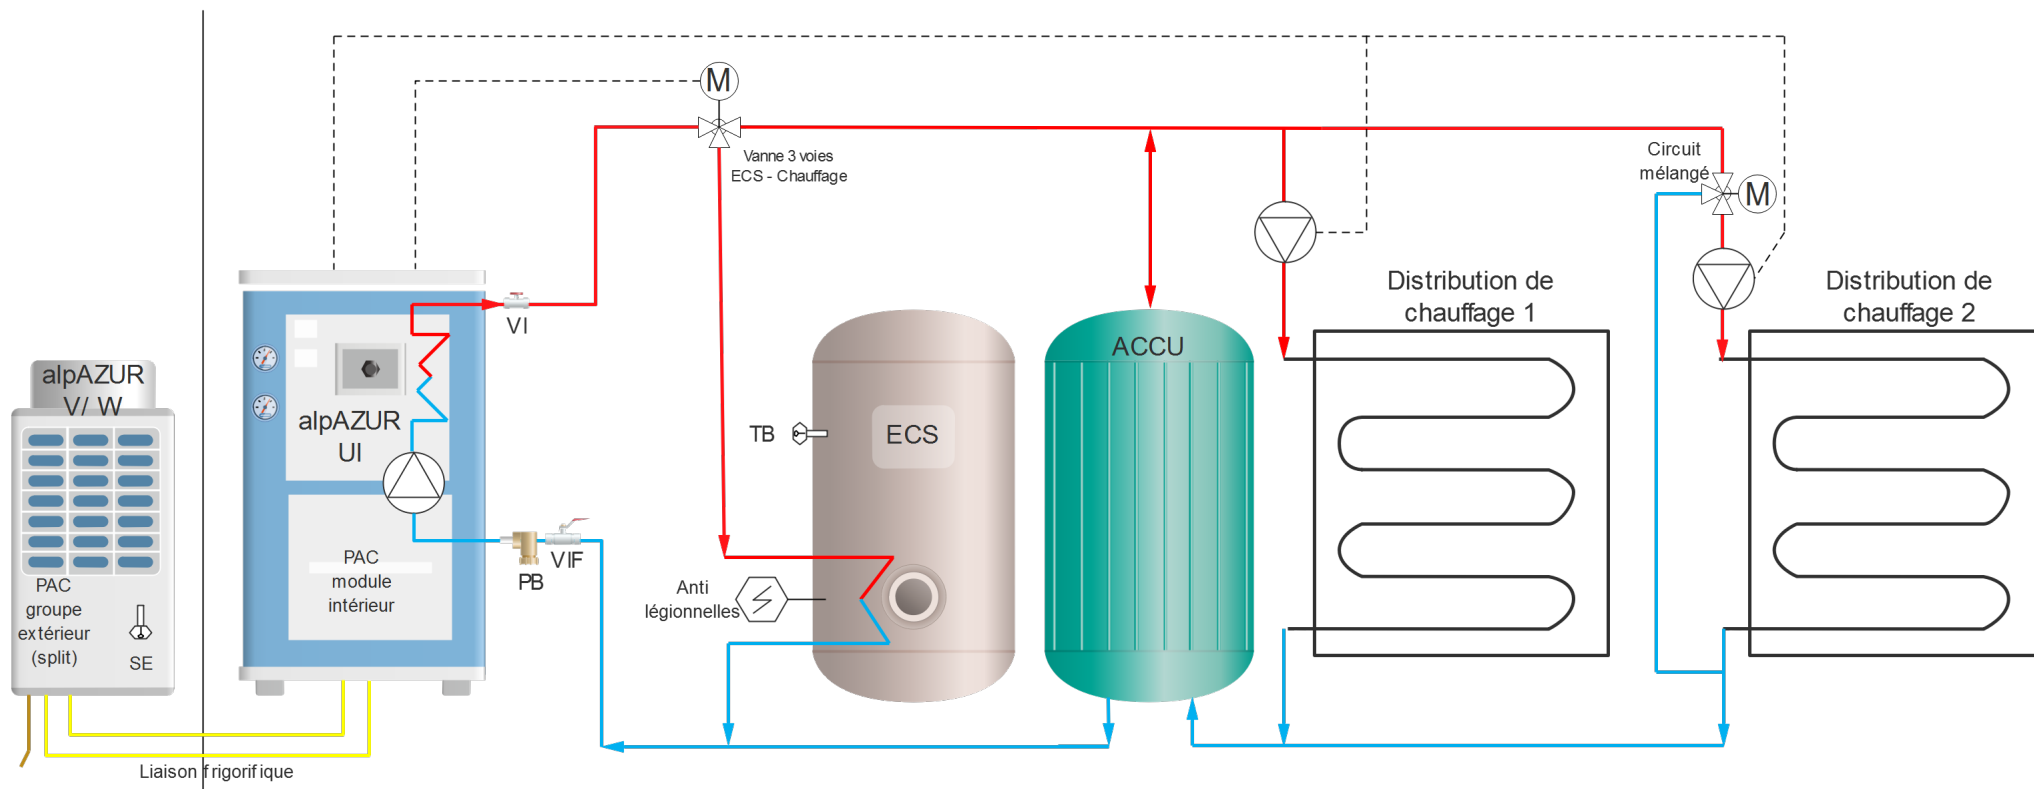 M
Vanne 3 voies
ECS - Chauffage
Circuit
mélangé
M
VI
Distribution de
chauffage 1
Distribution de
chauffage 2
alpAZUR
V/ W
alpAZUR
UI
ACCU
TB
ECS
PAC
module
intérieur
PB
VIF
Anti
légionnelles
PAC
groupe
extérieur
(split)
SE
Liaison frigorifique